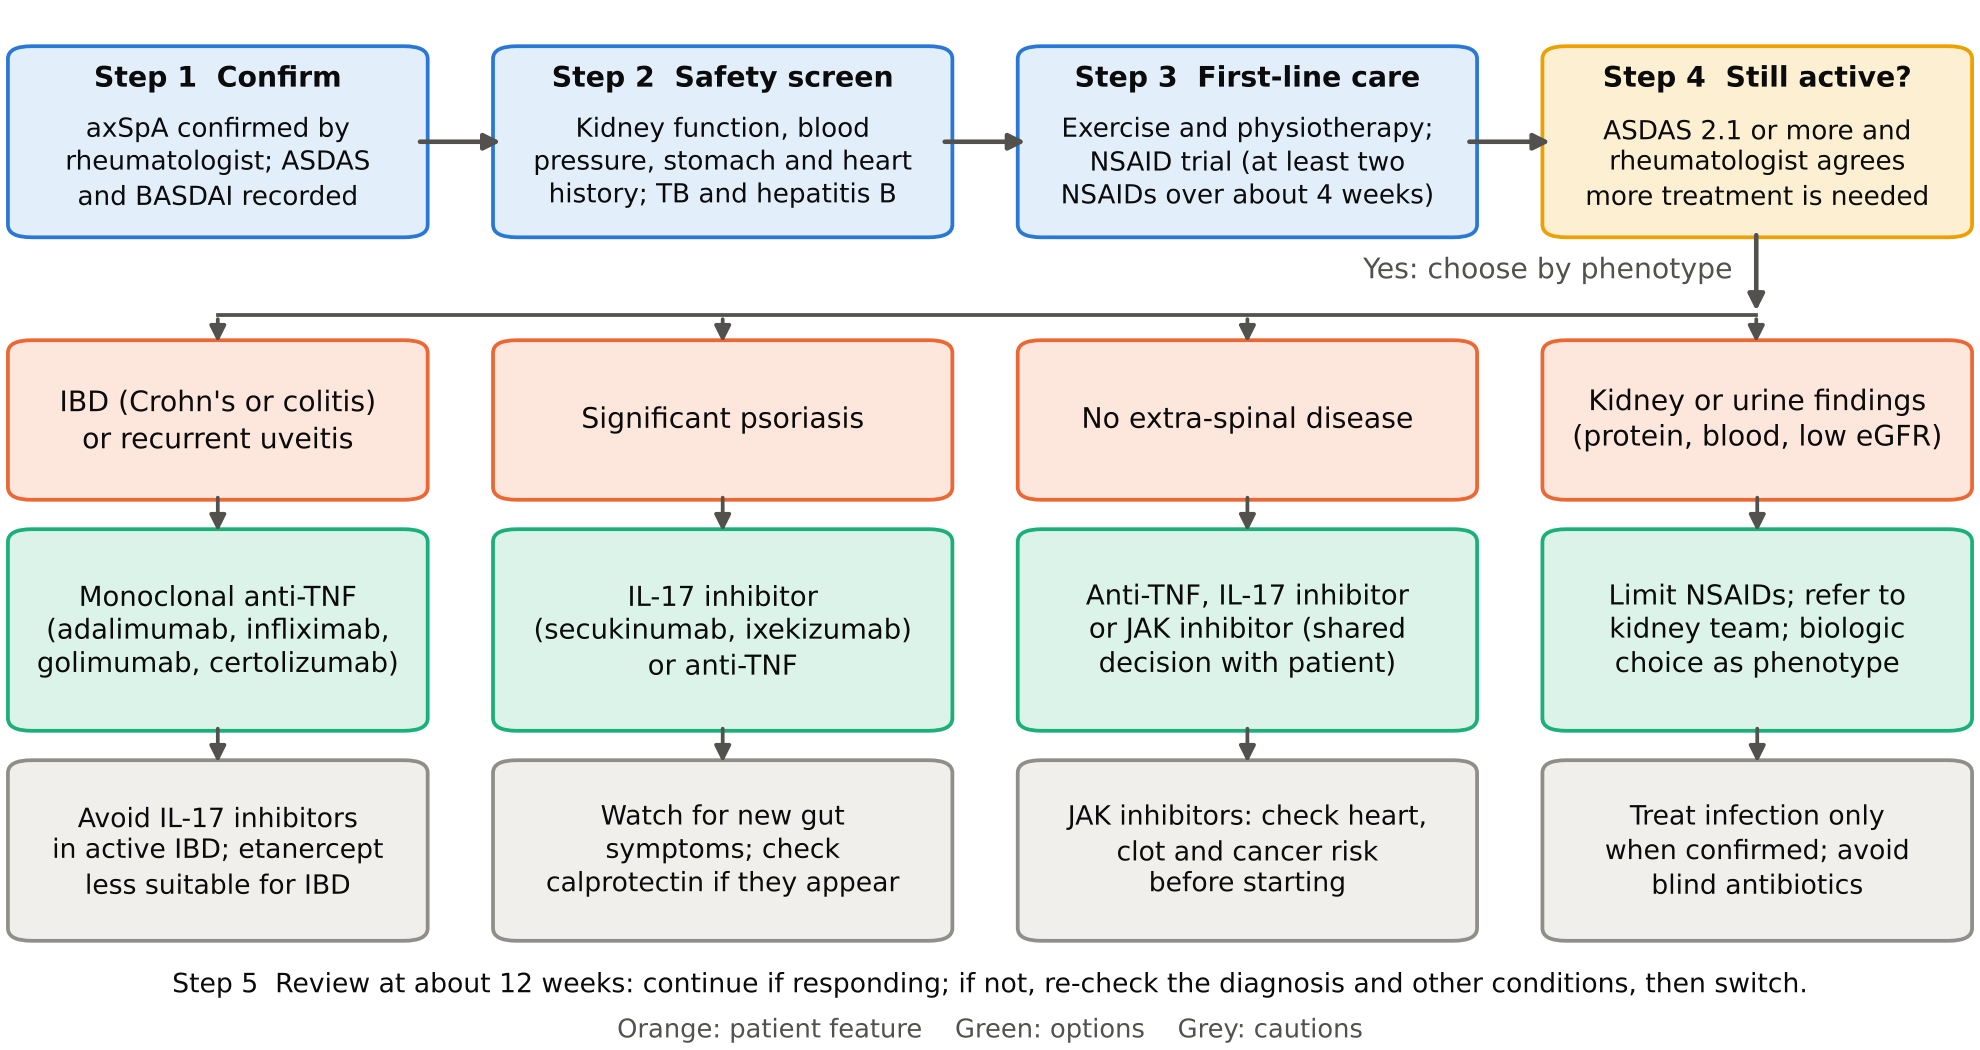 Step 1  Confirm
axSpA confirmed by
rheumatologist; ASDAS
and BASDAI recorded
Step 2  Safety screen
Kidney function, blood
pressure, stomach and heart
history; TB and hepatitis B
Step 3  First-line care
Exercise and physiotherapy;
NSAID trial (at least two
NSAIDs over about 4 weeks)
Step 4  Still active?
ASDAS 2.1 or more and
rheumatologist agrees
more treatment is needed
Yes: choose by phenotype
IBD (Crohn's or colitis)
or recurrent uveitis
Significant psoriasis
No extra-spinal disease
Kidney or urine findings
(protein, blood, low eGFR)
Monoclonal anti-TNF
(adalimumab, infliximab,
golimumab, certolizumab)
IL-17 inhibitor
(secukinumab, ixekizumab)
or anti-TNF
Anti-TNF, IL-17 inhibitor
or JAK inhibitor (shared
decision with patient)
Limit NSAIDs; refer to
kidney team; biologic
choice as phenotype
Avoid IL-17 inhibitors
in active IBD; etanercept
less suitable for IBD
Watch for new gut
symptoms; check
calprotectin if they appear
JAK inhibitors: check heart,
clot and cancer risk
before starting
Treat infection only
when confirmed; avoid
blind antibiotics
Step 5  Review at about 12 weeks: continue if responding; if not, re-check the diagnosis and other conditions, then switch.
Orange: patient feature    Green: options    Grey: cautions